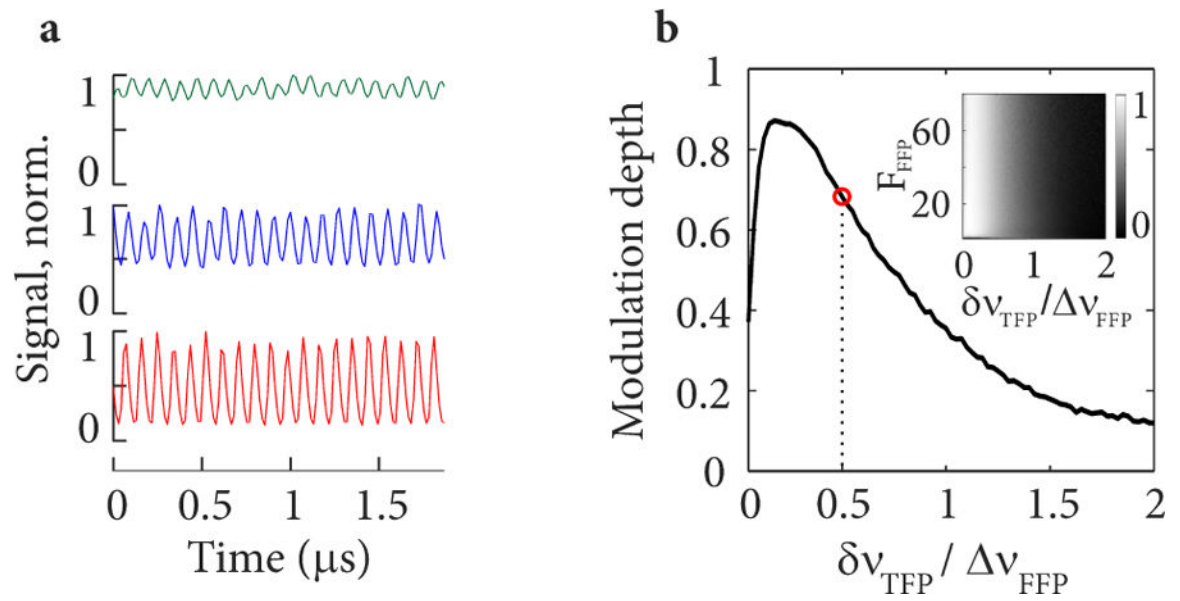 a
Signal, norm.
1
0
1
0
1
0
0 0.5 1 1.5
Time (μs)
b
Modulation depth
1
0.8
0.6
0.4
0.2
0
0 0.5 1 1.5 2
δν_TFP / Δν_FFP
F_FFP
60
20
0 1 2
δν_TFP/Δν_FFP
1
0